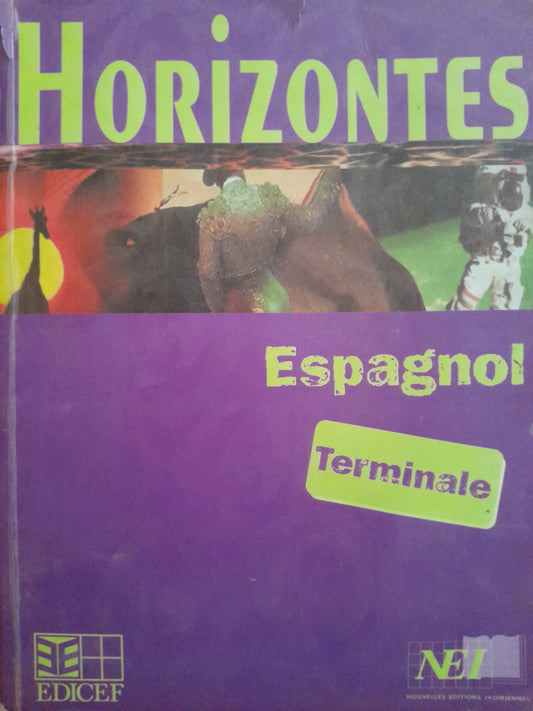 HORIZONTES
Espagnol
Terminale
EDICEF
NEI
NOUVELLES EDITIONS IVOIRIENNES